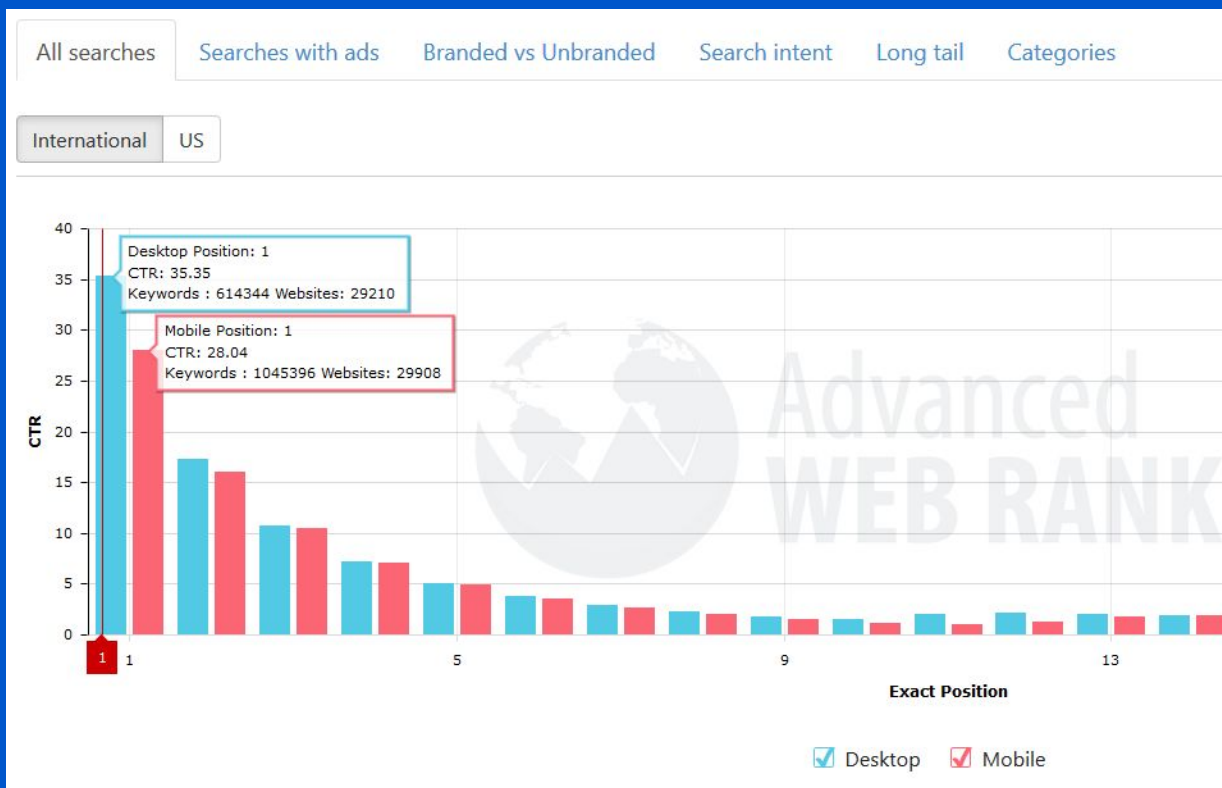 All searches Searches with ads Branded vs Unbranded Search intent Long tail Categories
International US
40
35
30
25
20
15
10
5
0
CTR
Desktop Position: 1
CTR: 35.35
Keywords : 614344 Websites: 29210
Mobile Position: 1
CTR: 28.04
Keywords : 1045396 Websites: 29908
Advanced
WEB RANK
1 1 5 9 13
Exact Position
Desktop Mobile